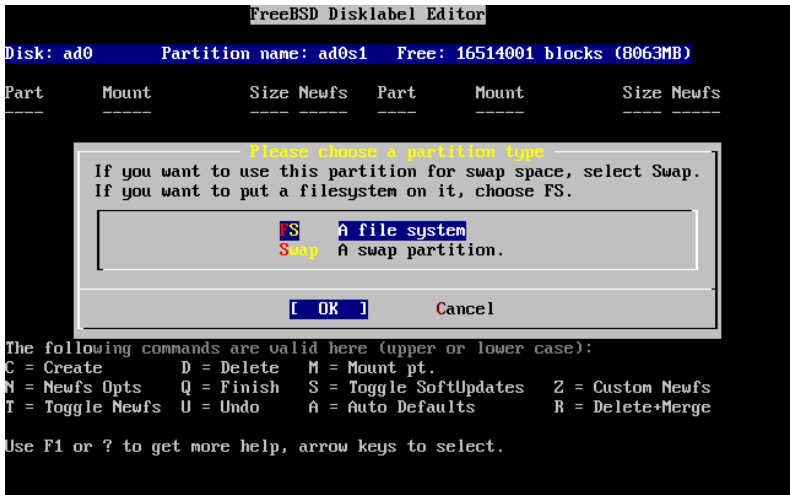 FreeBSD Disklabel Editor
Disk: ad0 Partition name: ad0s1 Free: 16514001 blocks (8063MB)
Part Mount Size Newfs Part Mount Size Newfs
---- ----- ---- ----- ---- ----- ---- -----
Please choose a partition type
If you want to use this partition for swap space, select Swap.
If you want to put a filesystem on it, choose FS.
FS A file system
Swap A swap partition.
[ OK ] Cancel
The following commands are valid here (upper or lower case):
C = Create D = Delete M = Mount pt.
N = Newfs Opts Q = Finish S = Toggle SoftUpdates Z = Custom Newfs
T = Toggle Newfs U = Undo A = Auto Defaults R = Delete+Merge
Use F1 or ? to get more help, arrow keys to select.